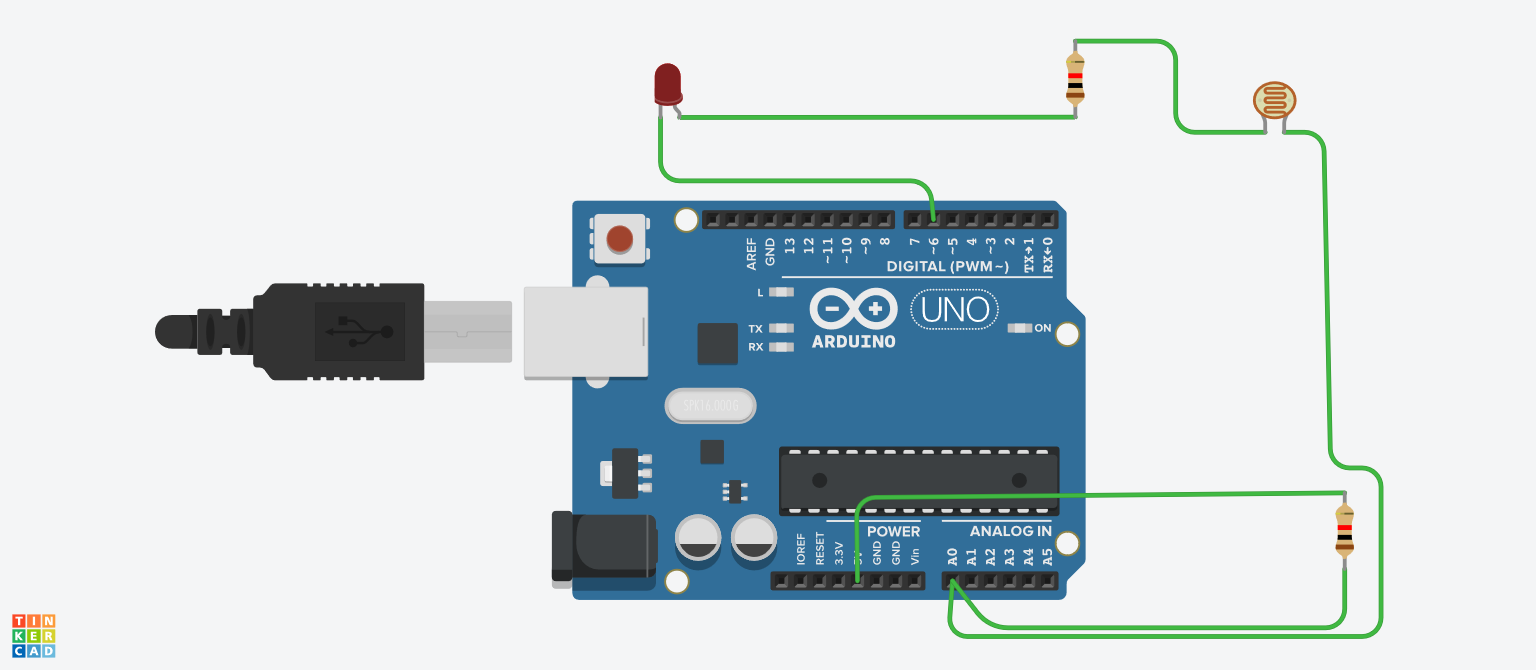 AREF
GND
13
12
~11
~10
~9
8
7
~6
~5
4
~3
2
TX→1
RX←0
DIGITAL (PWM~)
L
TX
RX
UNO
ARDUINO
ON
SPK16.000G
POWER
ANALOG IN
IOREF
RESET
3.3V
GND
GND
Vin
A0
A1
A2
A3
A4
A5
TIN
KER
CAD